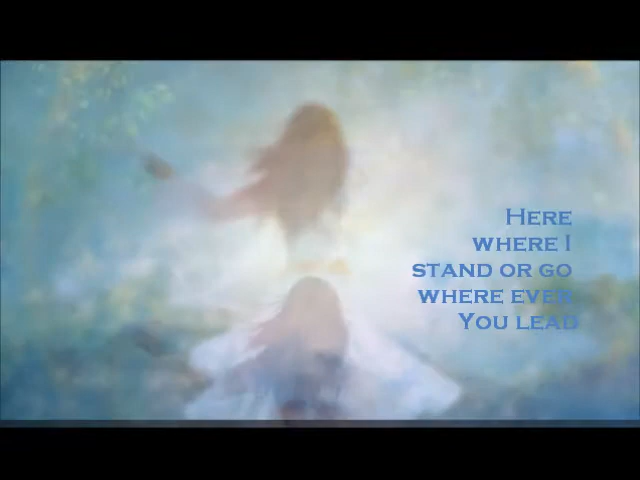 Here
where I
stand or go
where ever
You lead